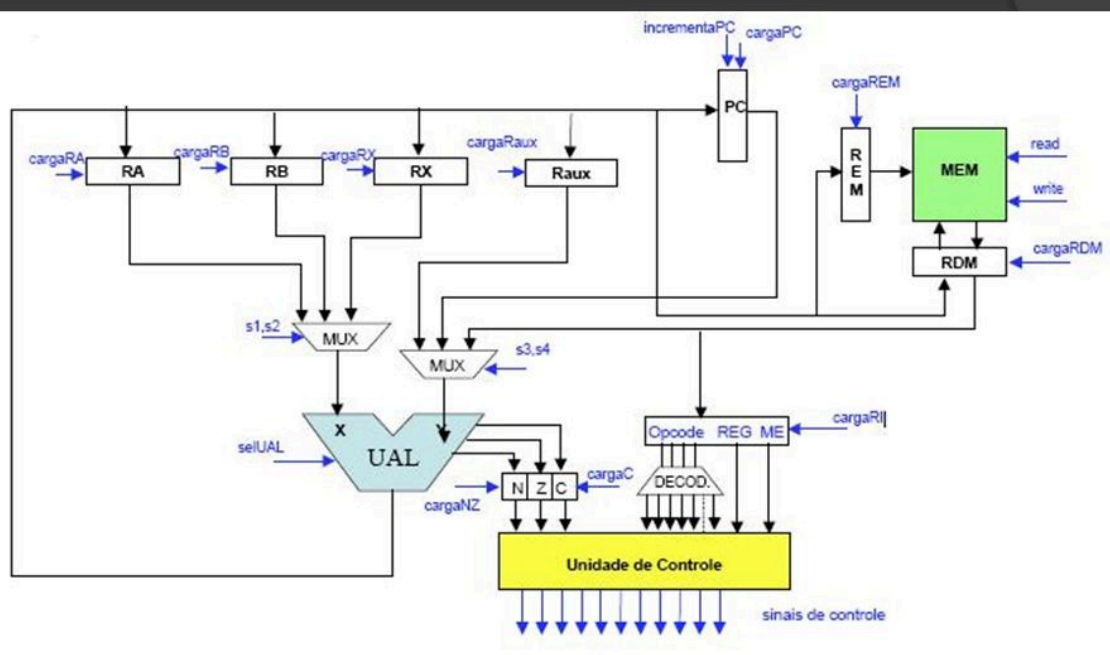 incrementaPC cargaPC
cargaREM
PC
cargaRA cargaRB cargaRX cargaRaux
RA RB RX Raux
R
E
M
MEM
read
write
cargaRDM
RDM
s1,s2
MUX
s3,s4
MUX
X Y
UAL
selUAL
cargaNZ
N Z C
cargaC
Opcode REG ME
cargaRI
DECOD.
Unidade de Controle
sinais de controle